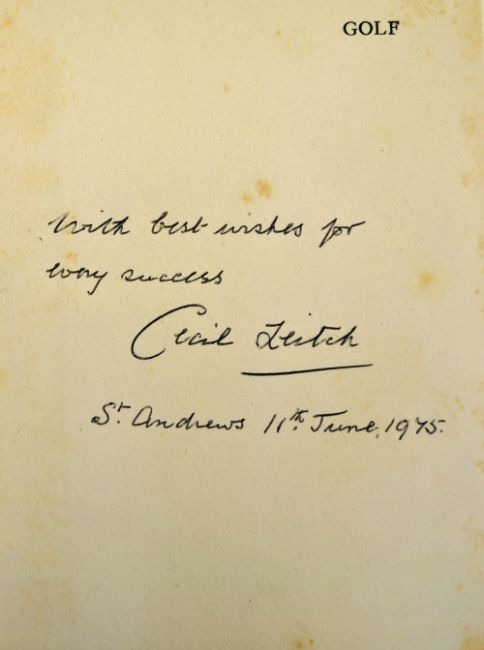 GOLF
With best wishes for
every success
Cecil Leitch
St. Andrews 11th June, 1975.